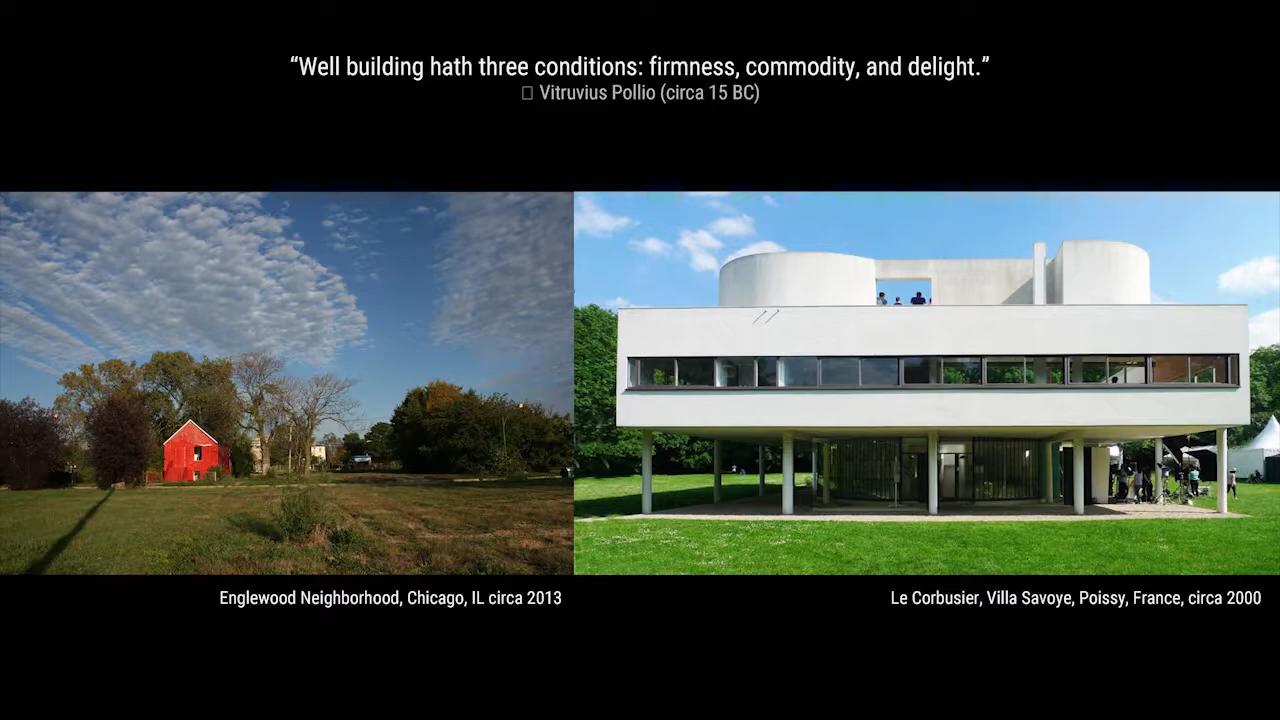 “Well building hath three conditions: firmness, commodity, and delight.”
▯ Vitruvius Pollio (circa 15 BC)
Englewood Neighborhood, Chicago, IL circa 2013
Le Corbusier, Villa Savoye, Poissy, France, circa 2000